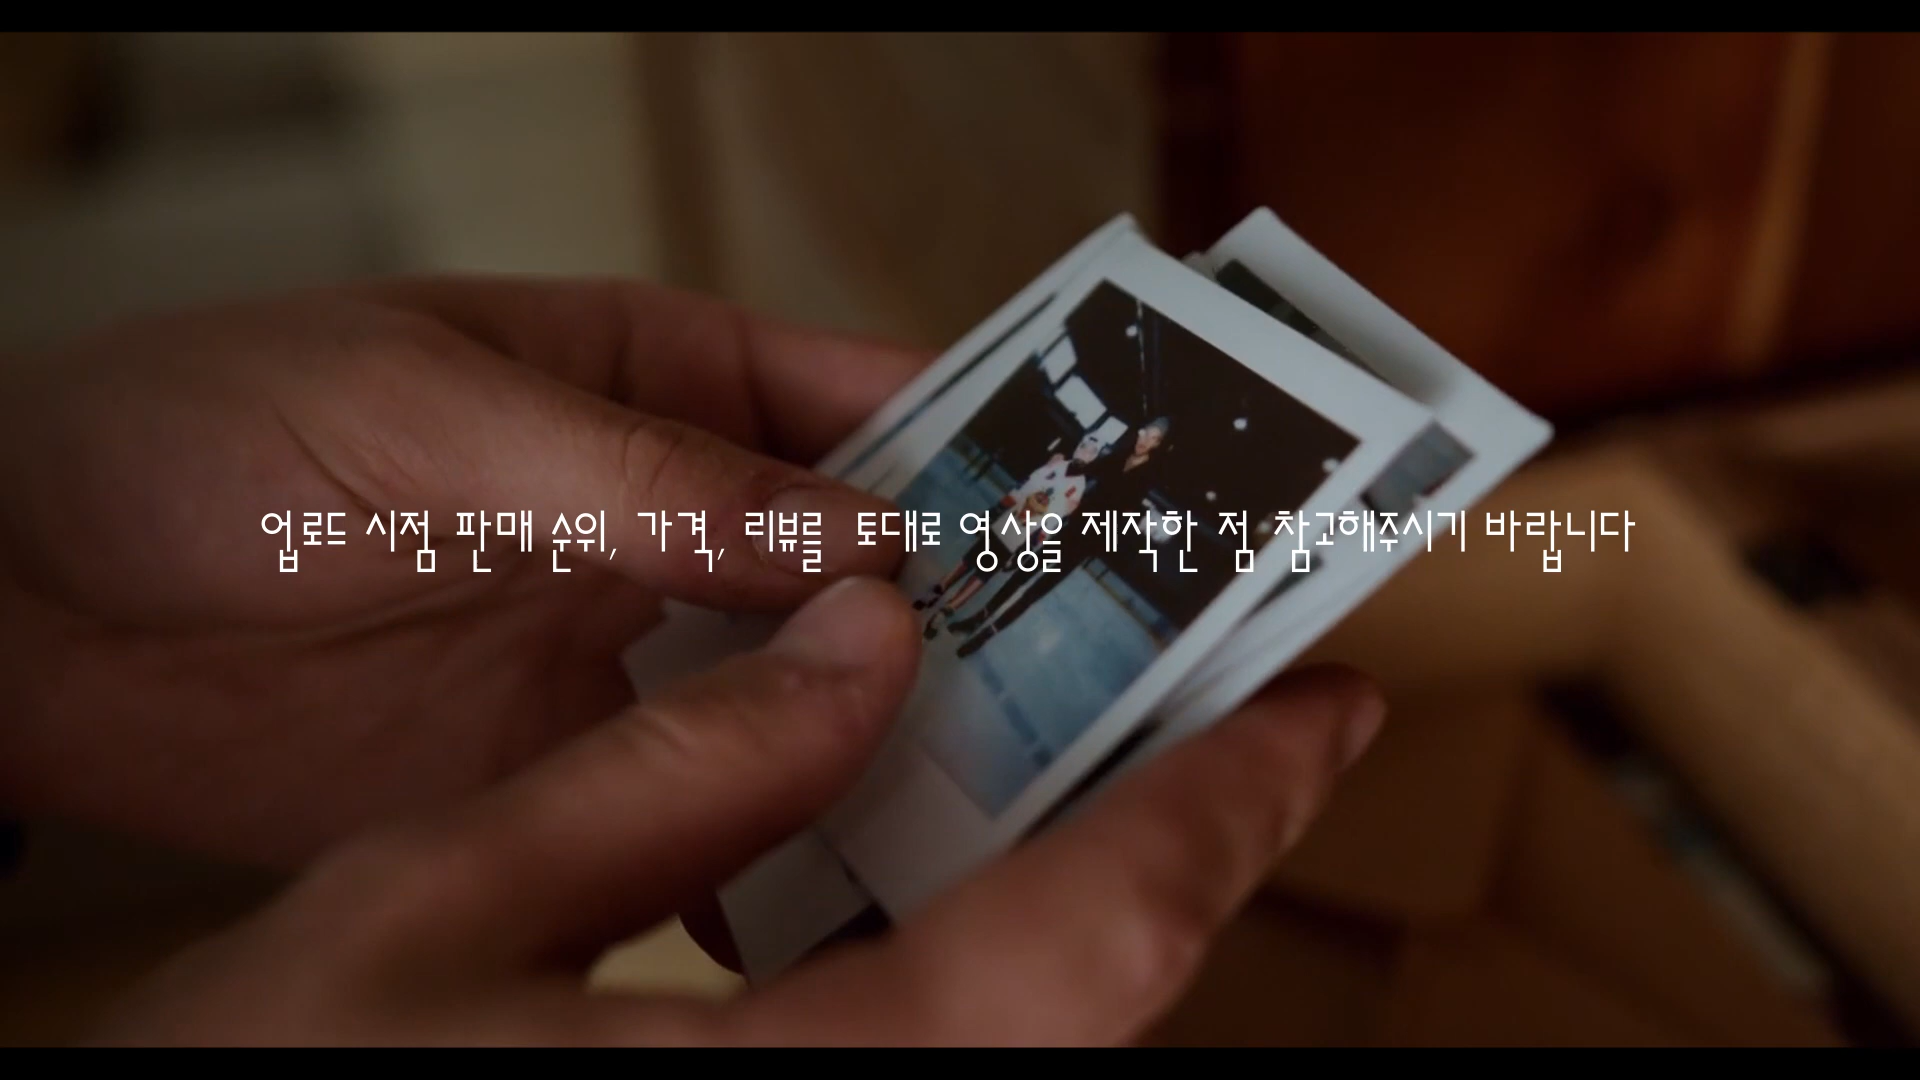 업로드 시점 판매 순위, 가격, 리뷰를 토대로 영상을 제작한 점 참고해주시기 바랍니다